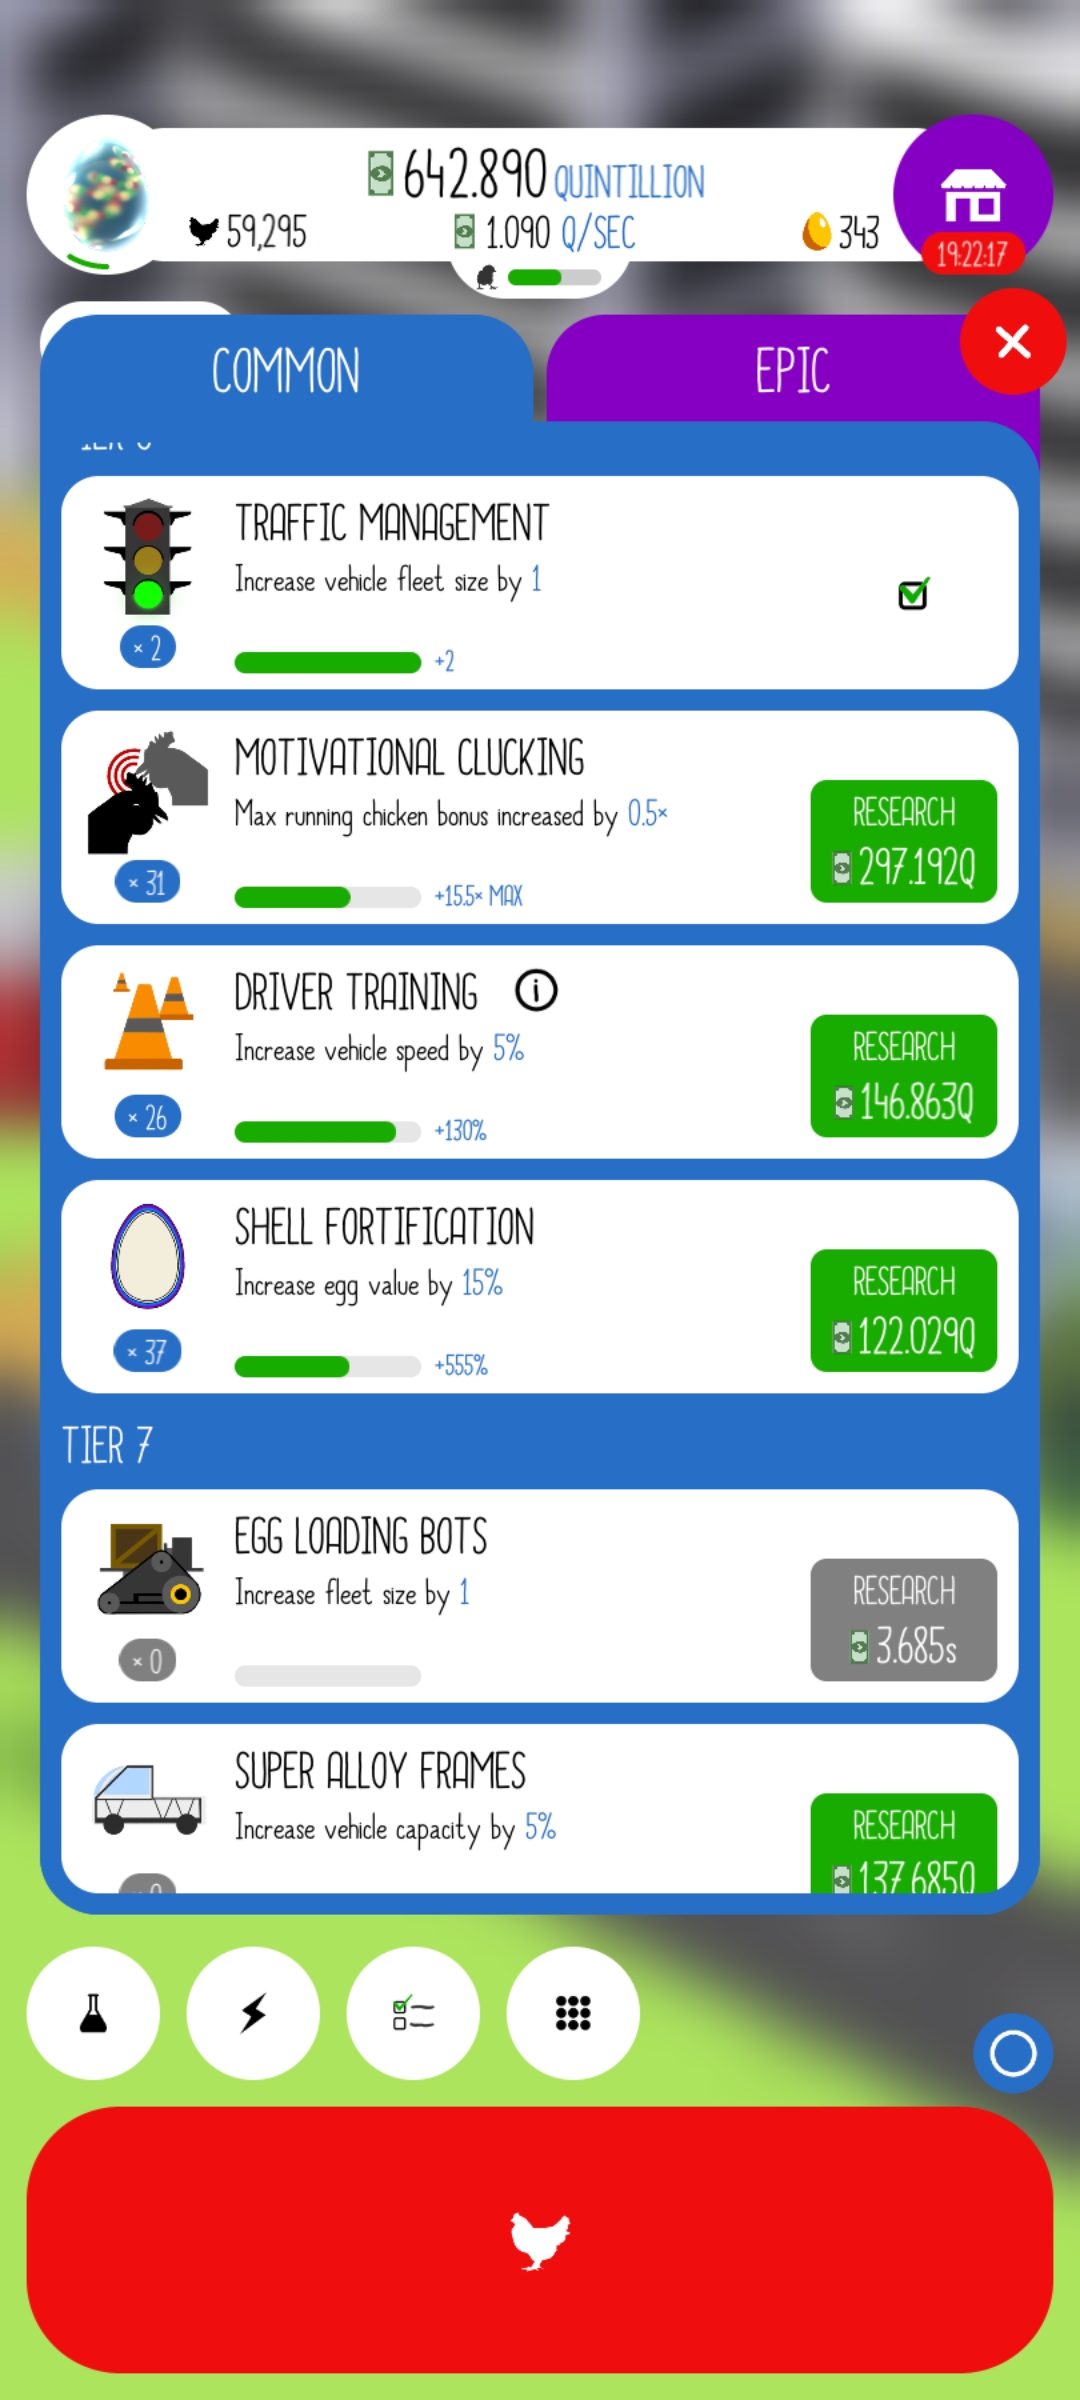 642.890 QUINTILLION
59,295
1.090 Q/SEC
343
19:22:17
COMMON
EPIC
TRAFFIC MANAGEMENT
Increase vehicle fleet size by 1
× 2
+2
MOTIVATIONAL CLUCKING
Max running chicken bonus increased by 0.5×
RESEARCH
297.192Q
× 31
+15.5× MAX
DRIVER TRAINING
Increase vehicle speed by 5%
RESEARCH
146.863Q
× 26
+130%
SHELL FORTIFICATION
Increase egg value by 15%
RESEARCH
122.029Q
× 37
+555%
TIER 7
EGG LOADING BOTS
Increase fleet size by 1
RESEARCH
3.685s
× 0
SUPER ALLOY FRAMES
Increase vehicle capacity by 5%
RESEARCH
137.685Q